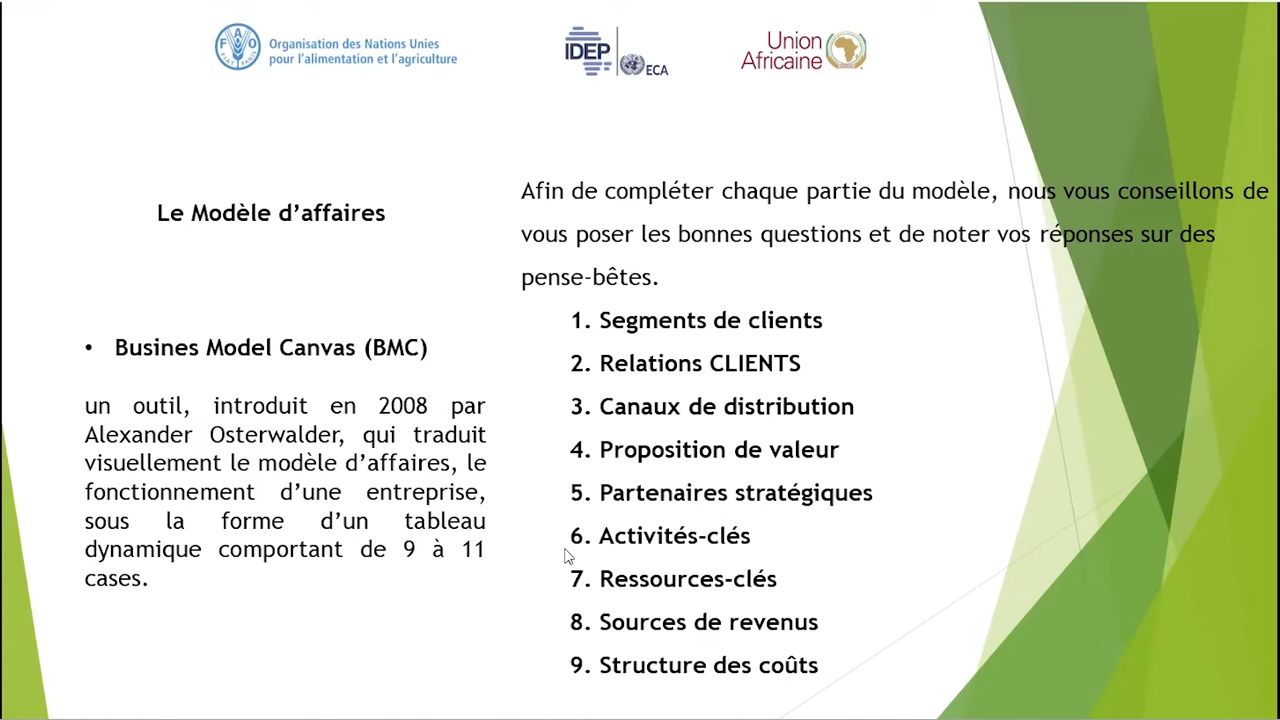 Organisation des Nations Unies
pour l'alimentation et l'agriculture
FAO
FIAT PANIS
IDEP
ECA
Union
Africaine
Le Modèle d’affaires
• Busines Model Canvas (BMC)
un outil, introduit en 2008 par
Alexander Osterwalder, qui traduit
visuellement le modèle d’affaires, le
fonctionnement d’une entreprise,
sous la forme d’un tableau
dynamique comportant de 9 à 11
cases.
Afin de compléter chaque partie du modèle, nous vous conseillons de
vous poser les bonnes questions et de noter vos réponses sur des
pense-bêtes.
1. Segments de clients
2. Relations CLIENTS
3. Canaux de distribution
4. Proposition de valeur
5. Partenaires stratégiques
6. Activités-clés
7. Ressources-clés
8. Sources de revenus
9. Structure des coûts